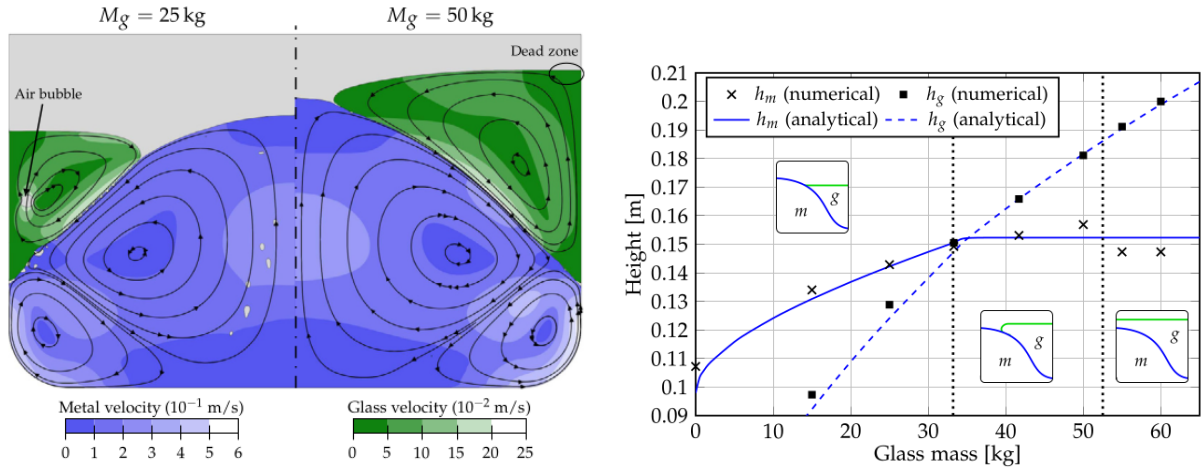 M_g = 25 kg
M_g = 50 kg
Dead zone
Air bubble
Metal velocity (10⁻¹ m/s)
0 1 2 3 4 5 6
Glass velocity (10⁻² m/s)
0 5 10 15 20 25
h_m (numerical)
h_g (numerical)
h_m (analytical)
h_g (analytical)
Height [m]
0.21
0.2
0.19
0.18
0.17
0.16
0.15
0.14
0.13
0.12
0.11
0.1
0.09
m
g
m
g
m
g
0 10 20 30 40 50 60
Glass mass [kg]